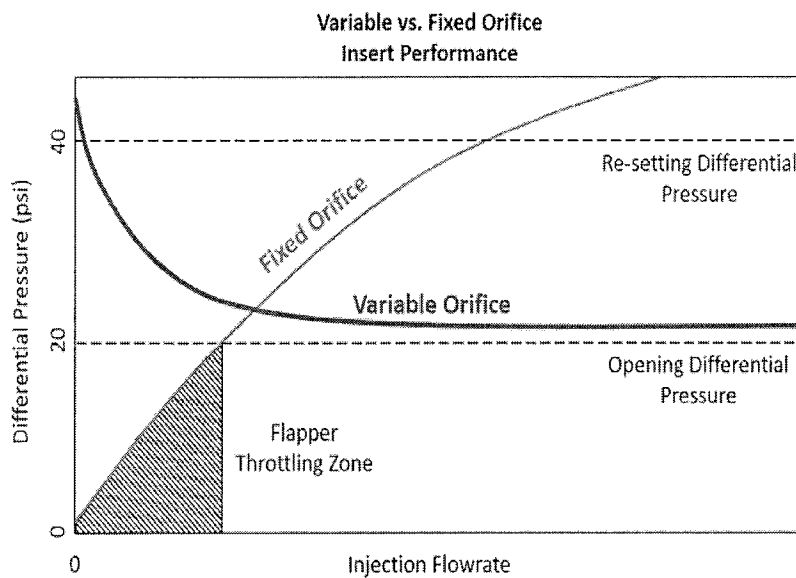 Variable vs. Fixed Orifice
Insert Performance
Differential Pressure (psi)
40
20
0
Re-setting Differential
Pressure
Fixed Orifice
Variable Orifice
Opening Differential
Pressure
Flapper
Throttling Zone
0
Injection Flowrate